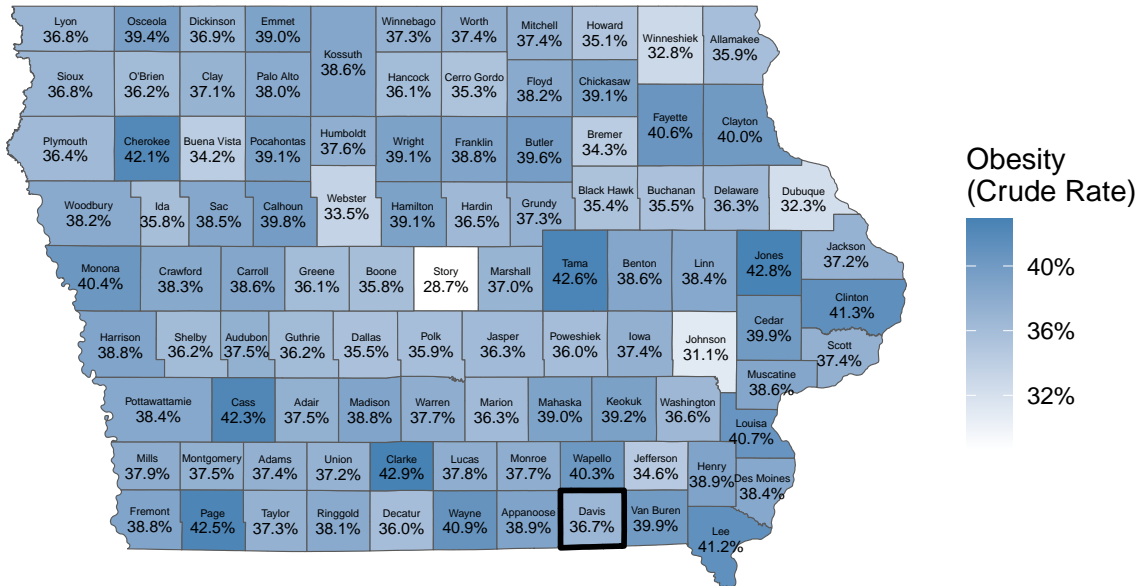 Lyon
36.8%
Osceola
39.4%
Dickinson
36.9%
Emmet
39.0%
Kossuth
38.6%
Winnebago
37.3%
Worth
37.4%
Mitchell
37.4%
Howard
35.1%
Winneshiek
32.8%
Allamakee
35.9%
Sioux
36.8%
O'Brien
36.2%
Clay
37.1%
Palo Alto
38.0%
Hancock
36.1%
Cerro Gordo
35.3%
Floyd
38.2%
Chickasaw
39.1%
Plymouth
36.4%
Cherokee
42.1%
Buena Vista
34.2%
Pocahontas
39.1%
Humboldt
37.6%
Wright
39.1%
Franklin
38.8%
Butler
39.6%
Bremer
34.3%
Fayette
40.6%
Clayton
40.0%
Woodbury
38.2%
Ida
35.8%
Sac
38.5%
Calhoun
39.8%
Webster
33.5%
Hamilton
39.1%
Hardin
36.5%
Grundy
37.3%
Black Hawk
35.4%
Buchanan
35.5%
Delaware
36.3%
Dubuque
32.3%
Monona
40.4%
Crawford
38.3%
Carroll
38.6%
Greene
36.1%
Boone
35.8%
Story
28.7%
Marshall
37.0%
Tama
42.6%
Benton
38.6%
Linn
38.4%
Jones
42.8%
Jackson
37.2%
Clinton
41.3%
Harrison
38.8%
Shelby
36.2%
Audubon
37.5%
Guthrie
36.2%
Dallas
35.5%
Polk
35.9%
Jasper
36.3%
Poweshiek
36.0%
Iowa
37.4%
Johnson
31.1%
Cedar
39.9%
Scott
37.4%
Muscatine
38.6%
Pottawattamie
38.4%
Cass
42.3%
Adair
37.5%
Madison
38.8%
Warren
37.7%
Marion
36.3%
Mahaska
39.0%
Keokuk
39.2%
Washington
36.6%
Louisa
40.7%
Mills
37.9%
Montgomery
37.5%
Adams
37.4%
Union
37.2%
Clarke
42.9%
Lucas
37.8%
Monroe
37.7%
Wapello
40.3%
Jefferson
34.6%
Henry
38.9%
Des Moines
38.4%
Fremont
38.8%
Page
42.5%
Taylor
37.3%
Ringgold
38.1%
Decatur
36.0%
Wayne
40.9%
Appanoose
38.9%
Davis
36.7%
Van Buren
39.9%
Lee
41.2%
Obesity
(Crude Rate)
40%
36%
32%